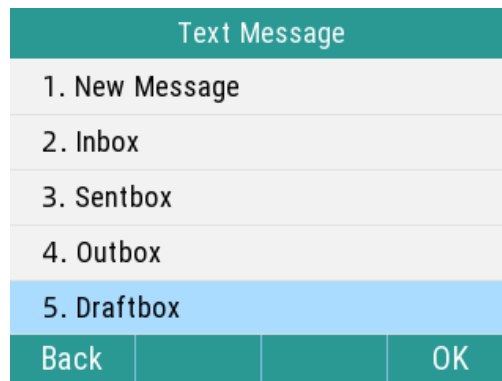 Text Message
1. New Message
2. Inbox
3. Sentbox
4. Outbox
5. Draftbox
Back OK